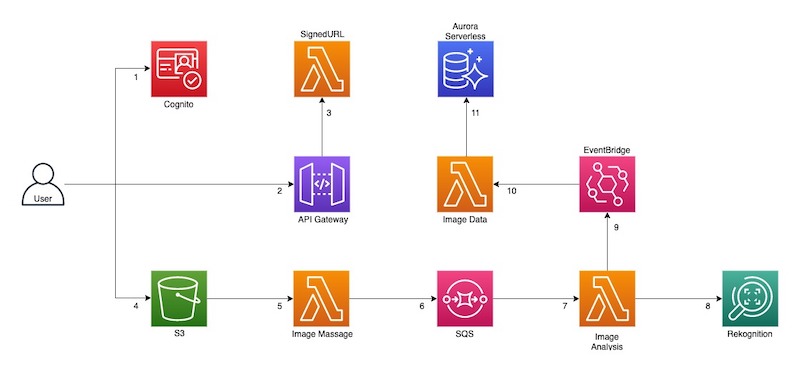 SignedURL
Aurora
Serverless
1
Cognito
3
11
EventBridge
User
2
API Gateway
Image Data
10
9
4
S3
5
Image Massage
6
SQS
7
Image
Analysis
8
Rekognition